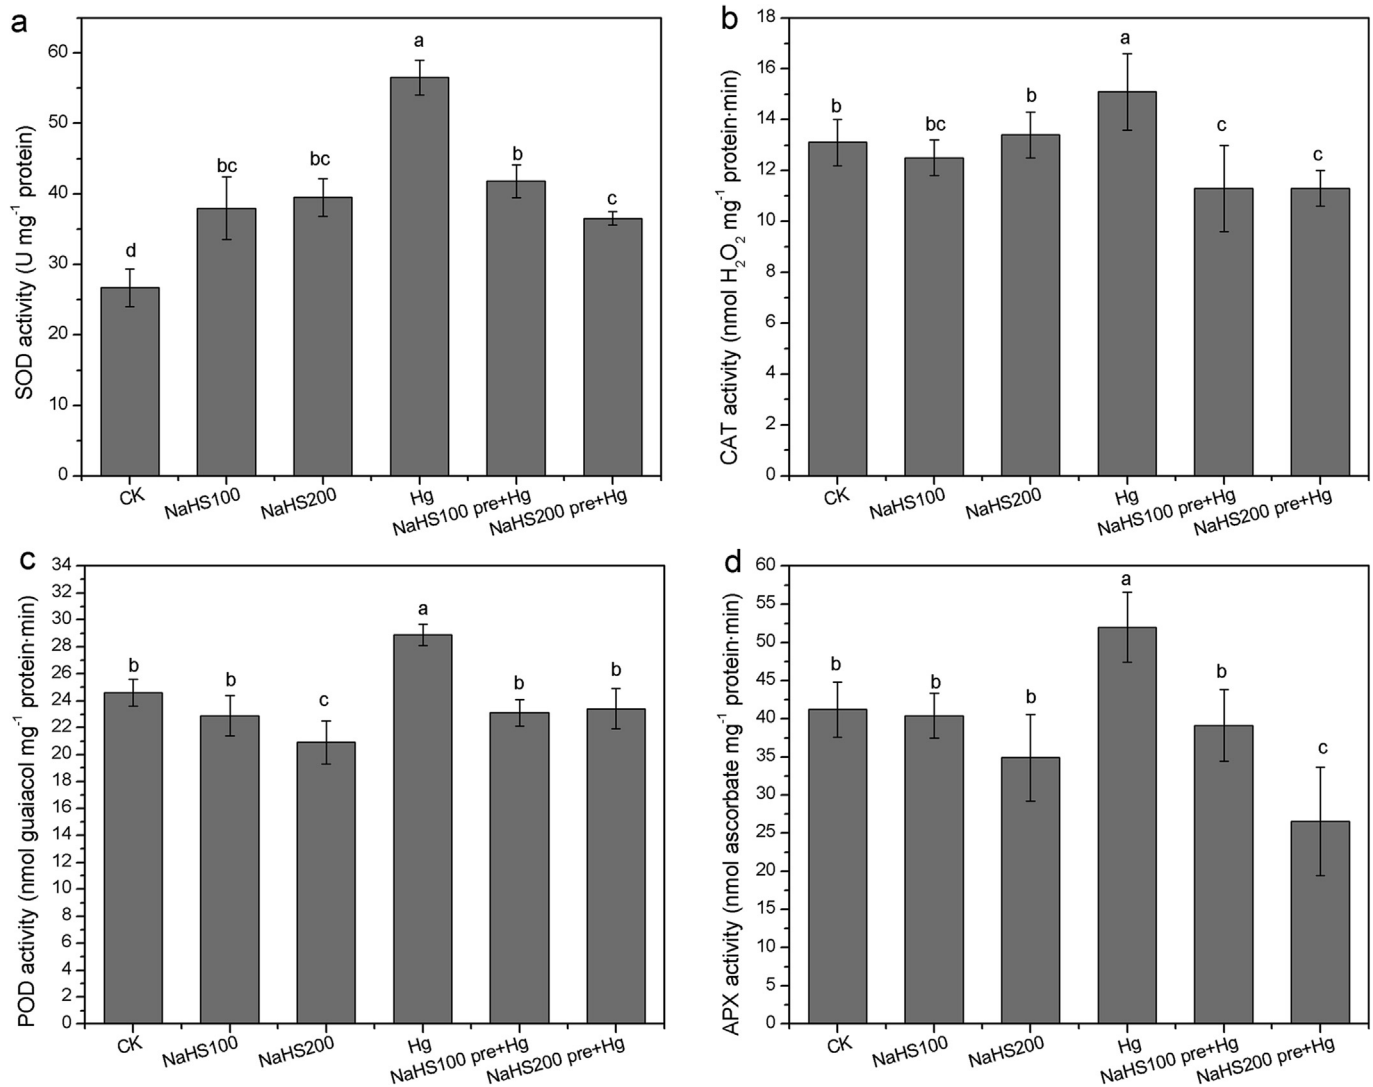 a
SOD activity (U mg⁻¹ protein)
60
50
40
30
20
10
0
d
bc
bc
a
b
c
CK
NaHS100
NaHS200
Hg
NaHS100 pre+Hg
NaHS200 pre+Hg
b
CAT activity (nmol H₂O₂ mg⁻¹ protein·min)
18
16
14
12
10
8
6
4
2
0
b
bc
b
a
c
c
CK
NaHS100
NaHS200
Hg
NaHS100 pre+Hg
NaHS200 pre+Hg
c
POD activity (nmol guaiacol mg⁻¹ protein·min)
34
32
30
28
26
24
22
20
18
16
14
12
10
8
6
4
2
0
b
b
c
a
b
b
CK
NaHS100
NaHS200
Hg
NaHS100 pre+Hg
NaHS200 pre+Hg
d
APX activity (nmol ascorbate mg⁻¹ protein·min)
60
55
50
45
40
35
30
25
20
15
10
5
0
b
b
b
a
b
c
CK
NaHS100
NaHS200
Hg
NaHS100 pre+Hg
NaHS200 pre+Hg